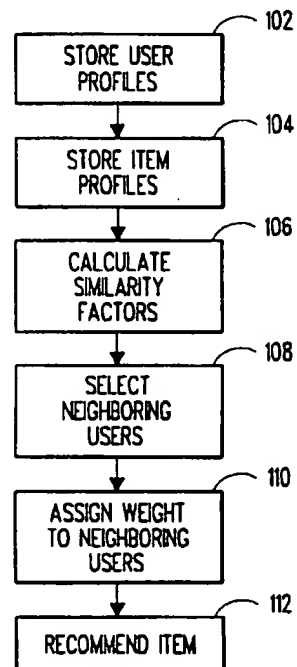 102
STORE USER
PROFILES
104
STORE ITEM
PROFILES
106
CALCULATE
SIMILARITY
FACTORS
108
SELECT
NEIGHBORING
USERS
110
ASSIGN WEIGHT
TO NEIGHBORING
USERS
112
RECOMMEND ITEM